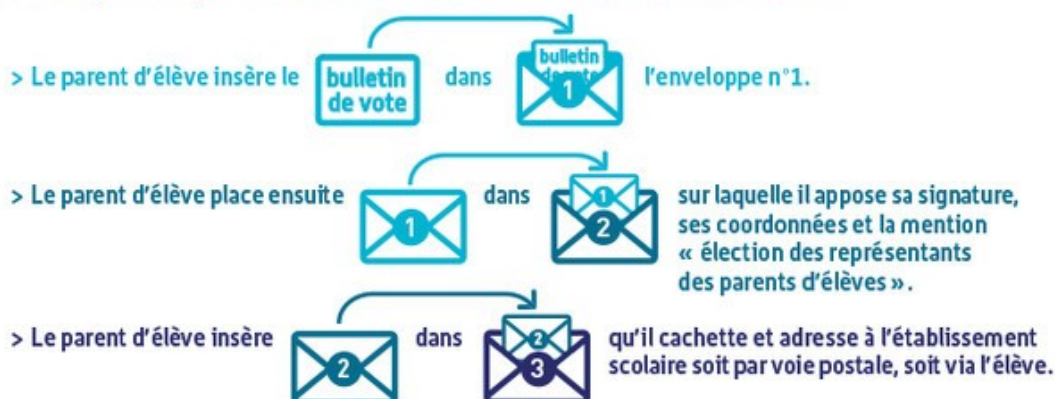 > Le parent d'élève insère le bulletin de vote dans bulletin de vote 1 l'enveloppe n°1.
> Le parent d'élève place ensuite 1 dans 1 2 sur laquelle il appose sa signature,
ses coordonnées et la mention
« élection des représentants
des parents d'élèves ».
> Le parent d'élève insère 2 dans 2 3 qu'il cachette et adresse à l'établissement
scolaire soit par voie postale, soit via l'élève.